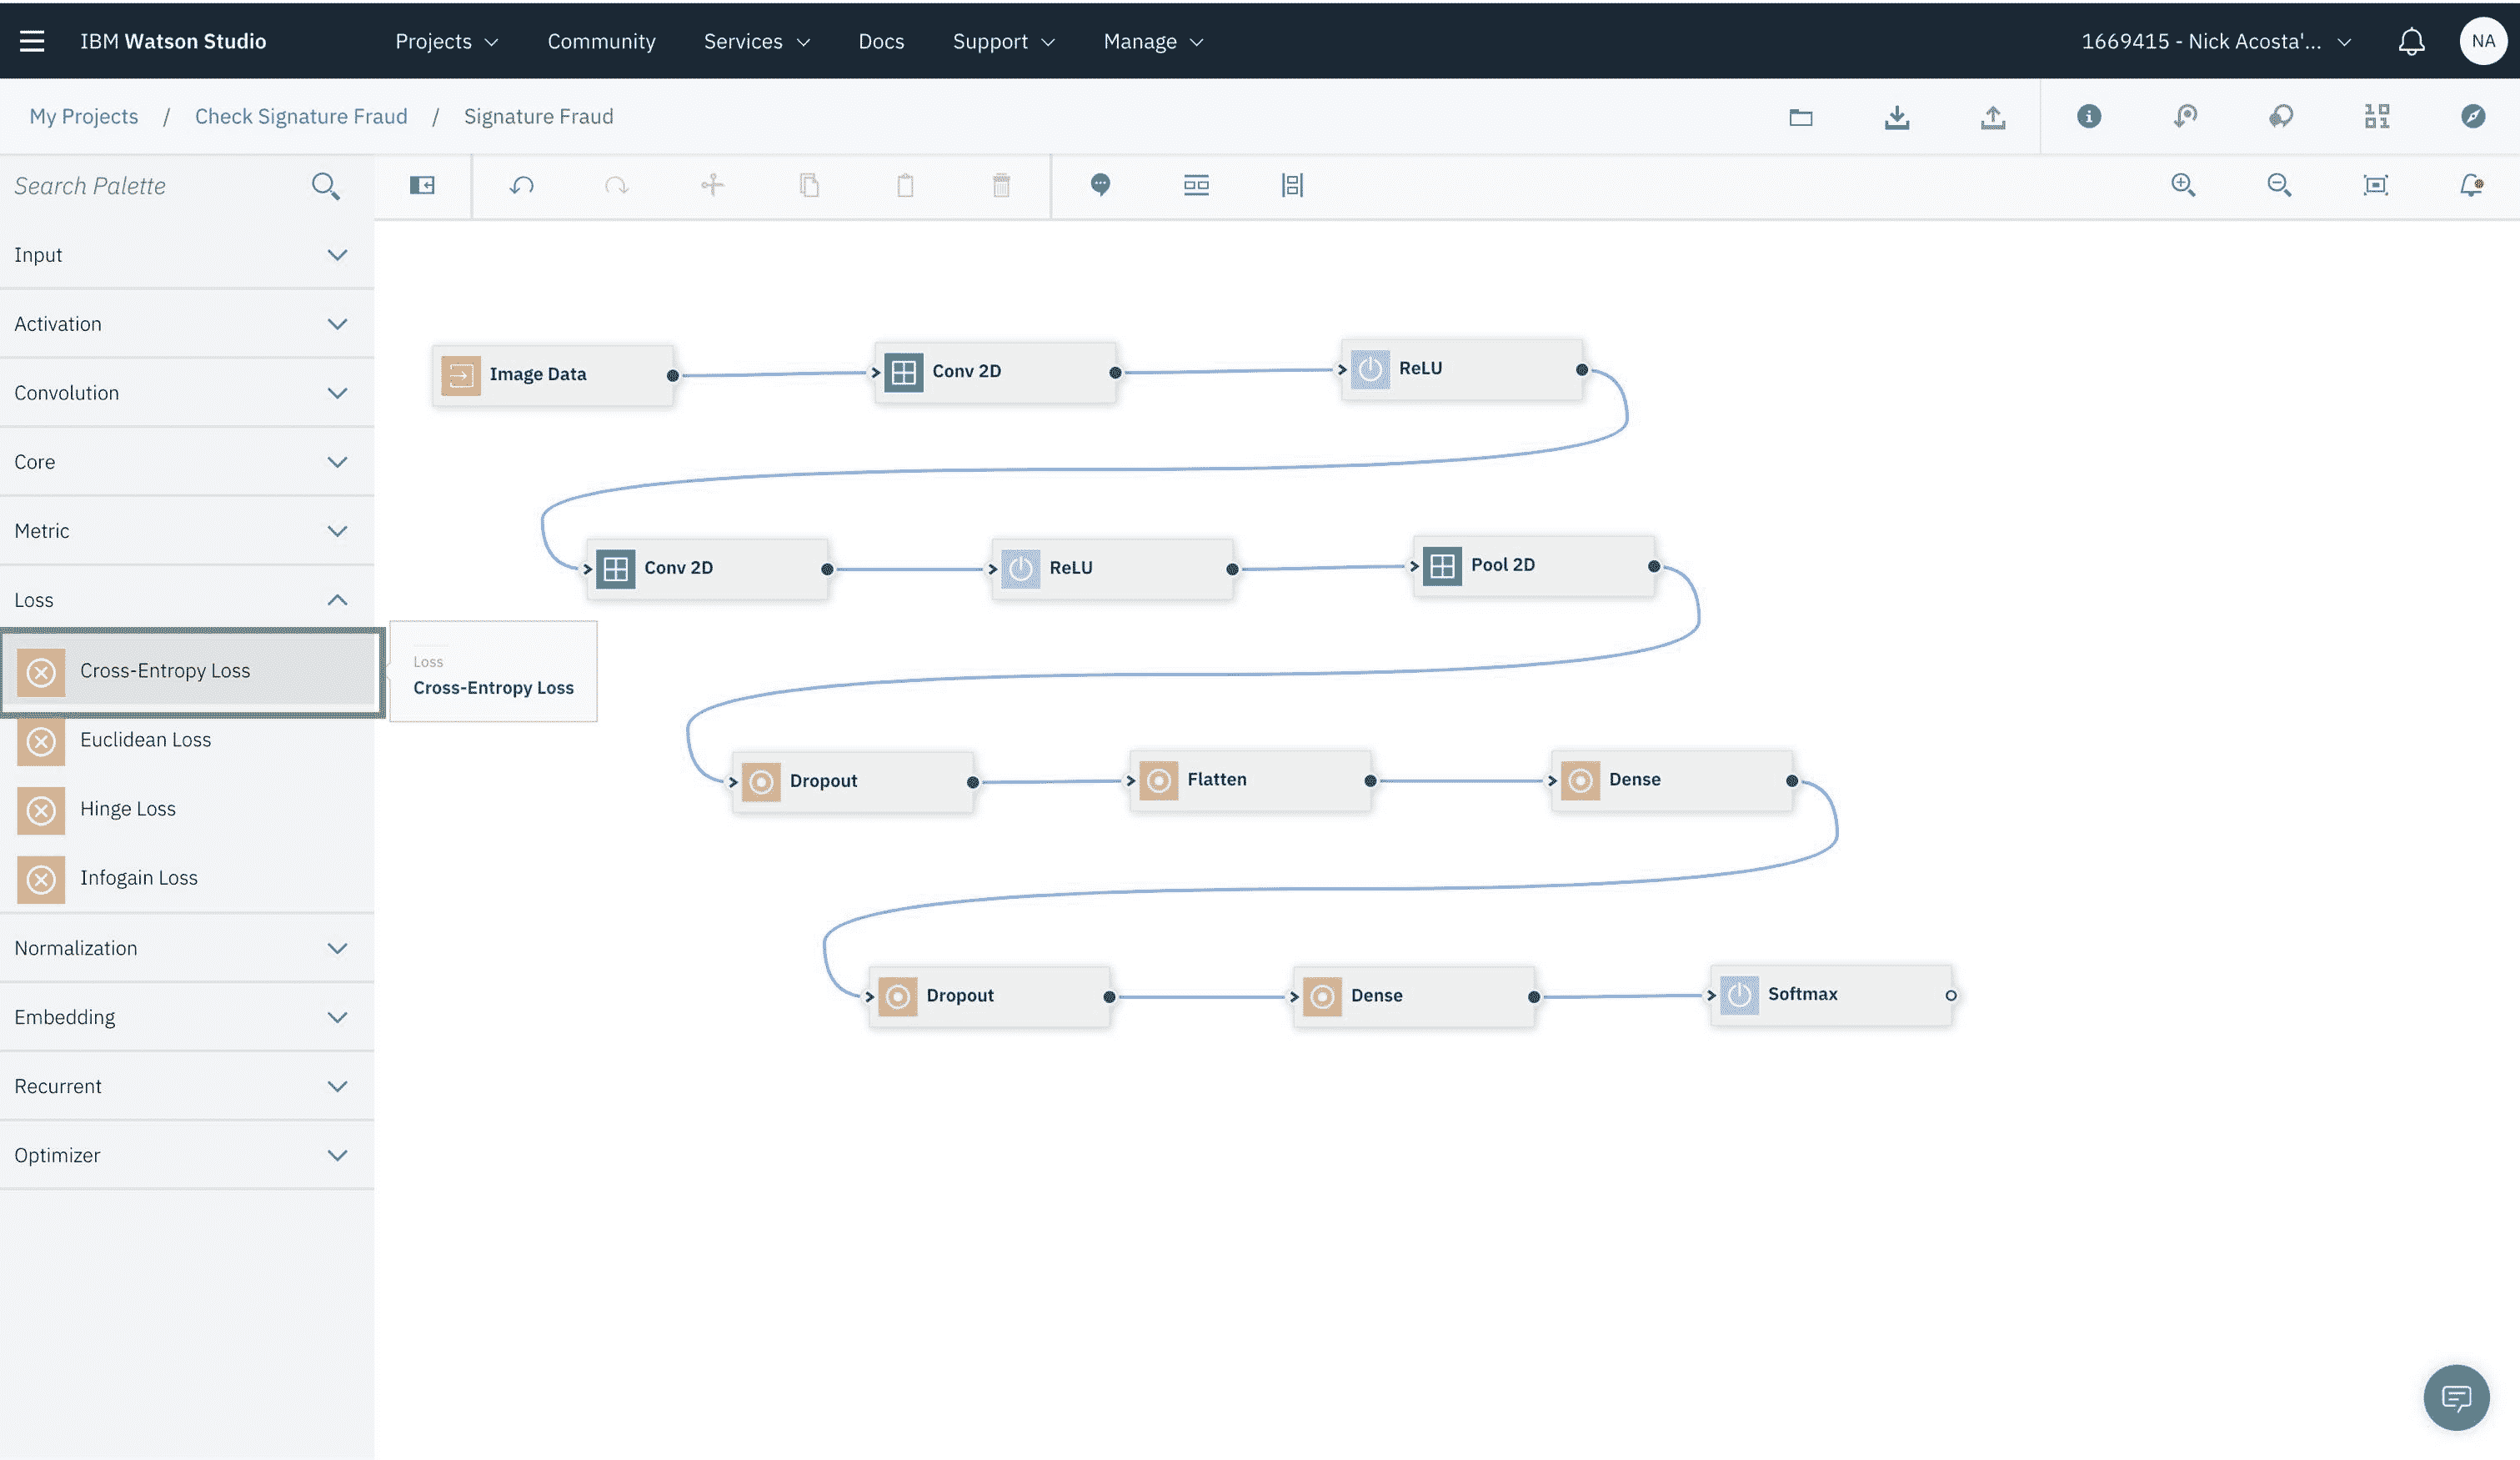 IBM Watson Studio Projects Community Services Docs Support Manage 1669415 - Nick Acosta'... NA
My Projects / Check Signature Fraud / Signature Fraud
Search Palette
Input
Activation
Convolution
Core
Metric
Loss
Cross-Entropy Loss
Euclidean Loss
Hinge Loss
Infogain Loss
Normalization
Embedding
Recurrent
Optimizer
Loss
Cross-Entropy Loss
Image Data
Conv 2D
ReLU
Conv 2D
ReLU
Pool 2D
Dropout
Flatten
Dense
Dropout
Dense
Softmax